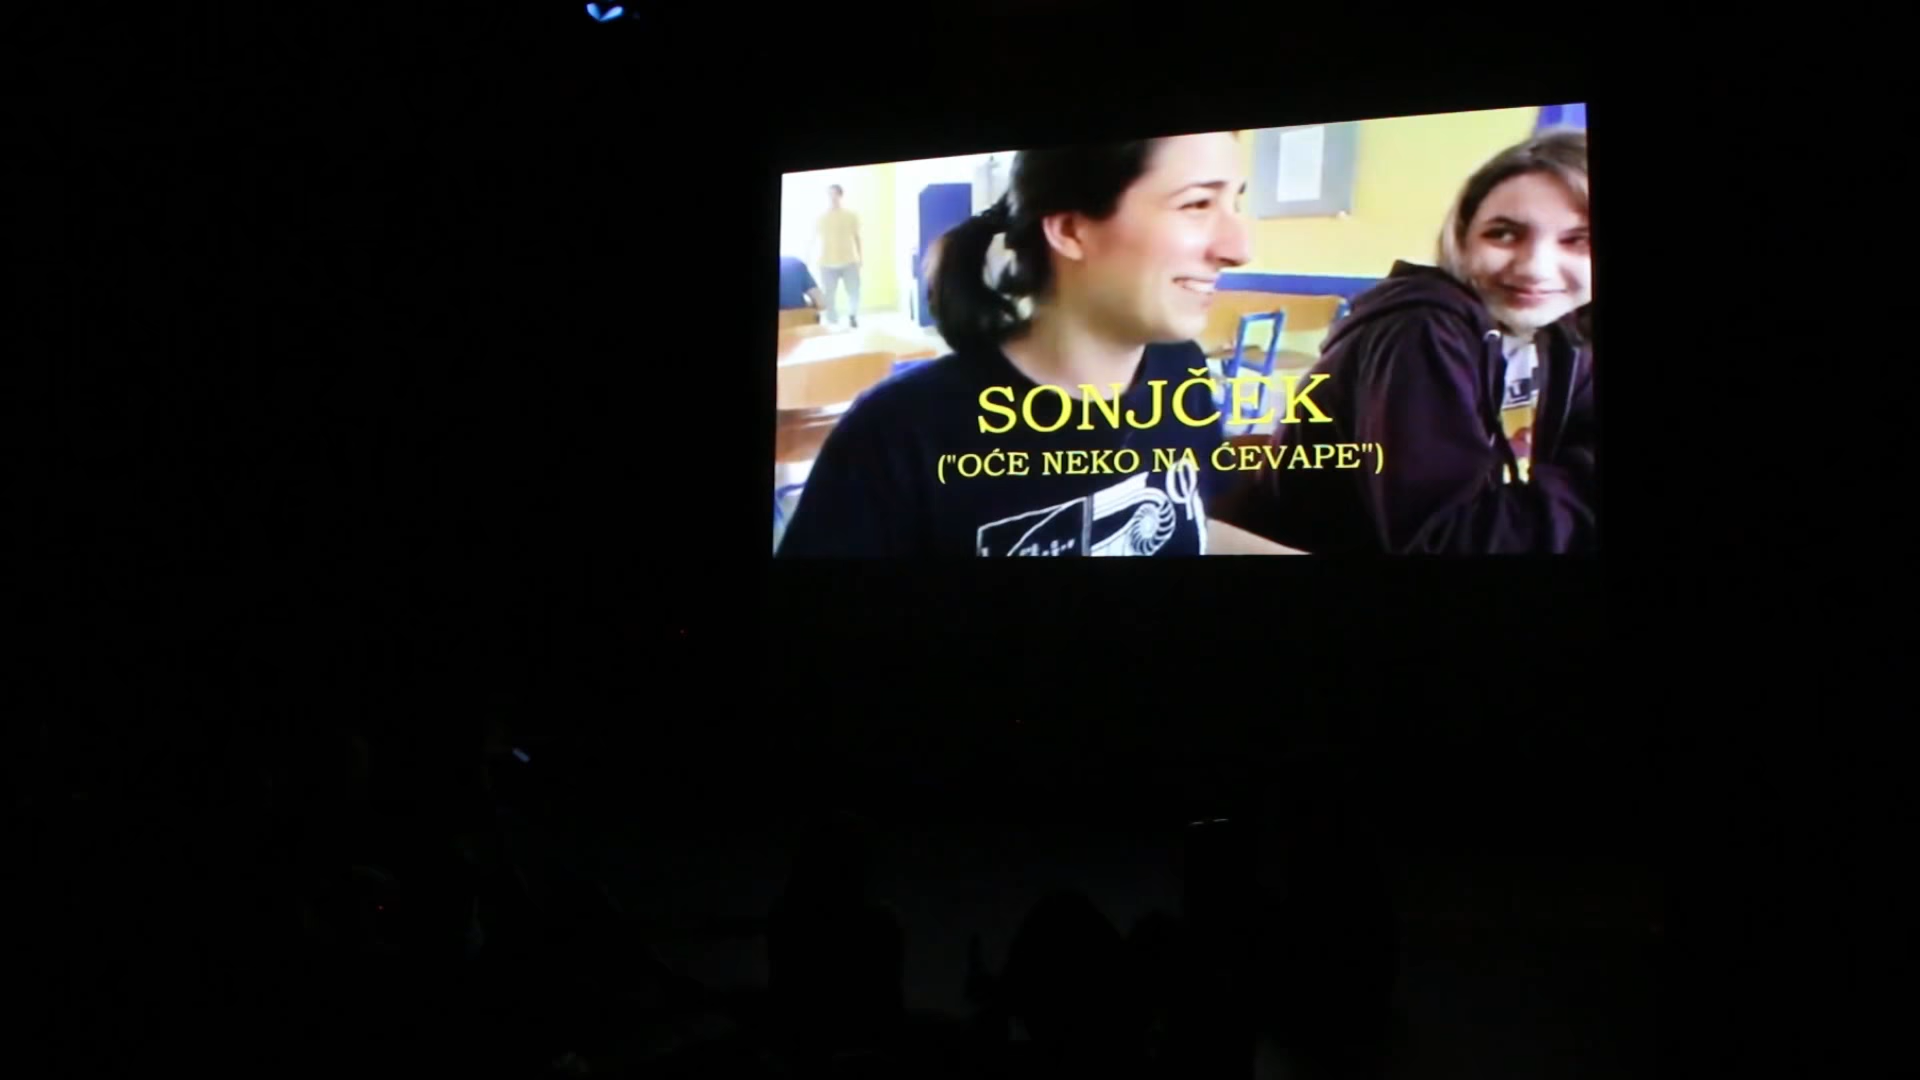 SONJČEK
("OĆE NEKO NA ĆEVAPE")
φ